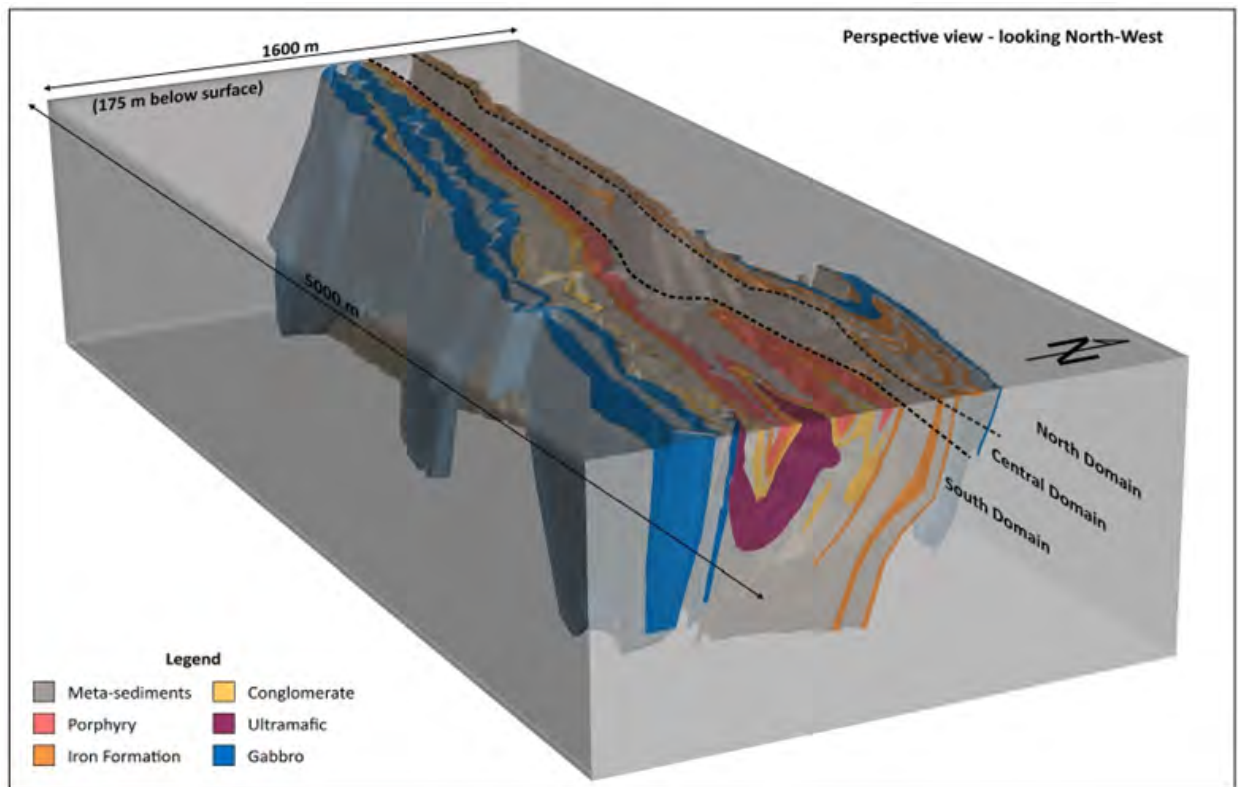 Perspective view - looking North-West
1600 m
(175 m below surface)
5000 m
N
North Domain
Central Domain
South Domain
Legend
Meta-sediments
Conglomerate
Porphyry
Ultramafic
Iron Formation
Gabbro